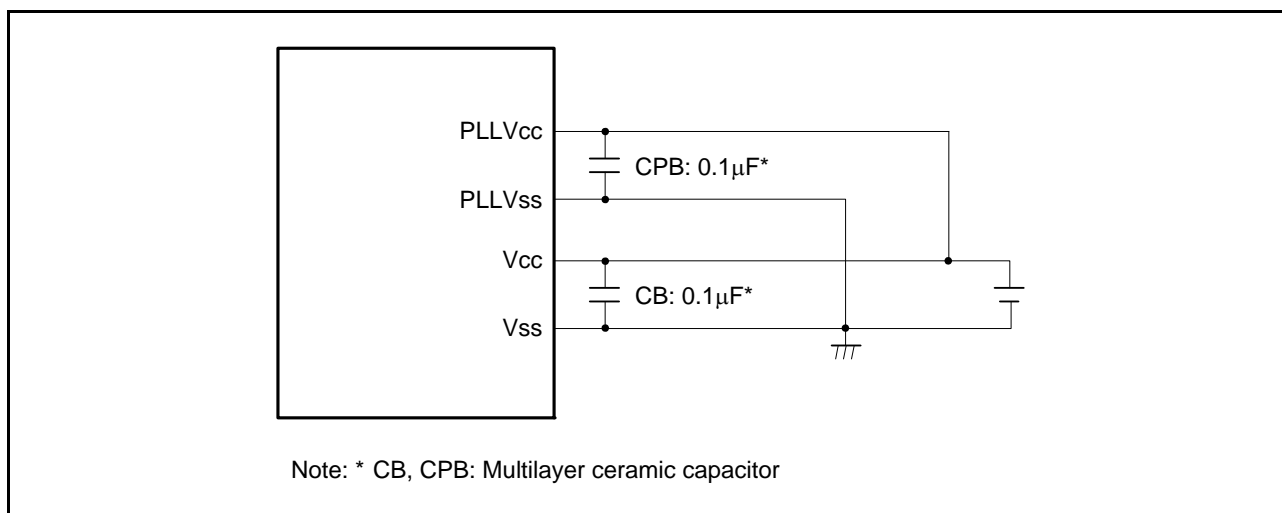 PLLVcc
CPB: 0.1μF*
PLLVss
Vcc
CB: 0.1μF*
Vss
Note: * CB, CPB: Multilayer ceramic capacitor